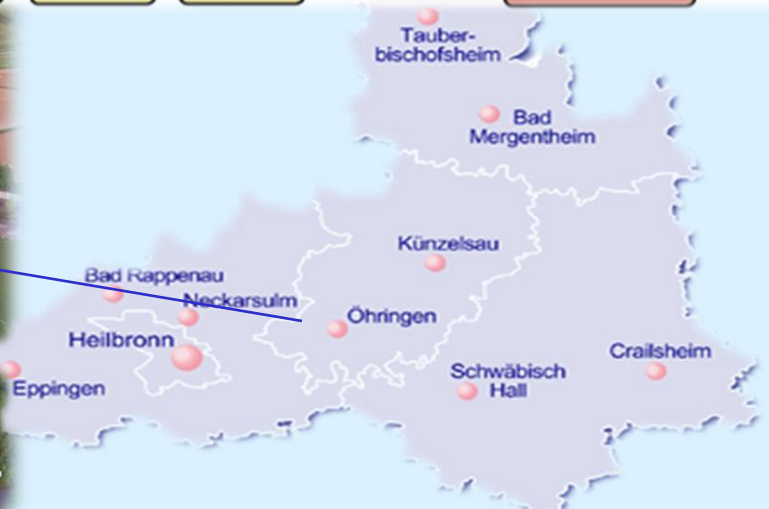 Tauber-
bischofsheim
Bad
Mergentheim
Künzelsau
Bad Rappenau
Neckarsulm
Öhringen
Heilbronn
Crailsheim
Schwäbisch
Hall
Eppingen